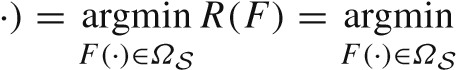 ·) = argmin R(F) = argmin
F(·)∈Ω𝒮 F(·)∈Ω𝒮